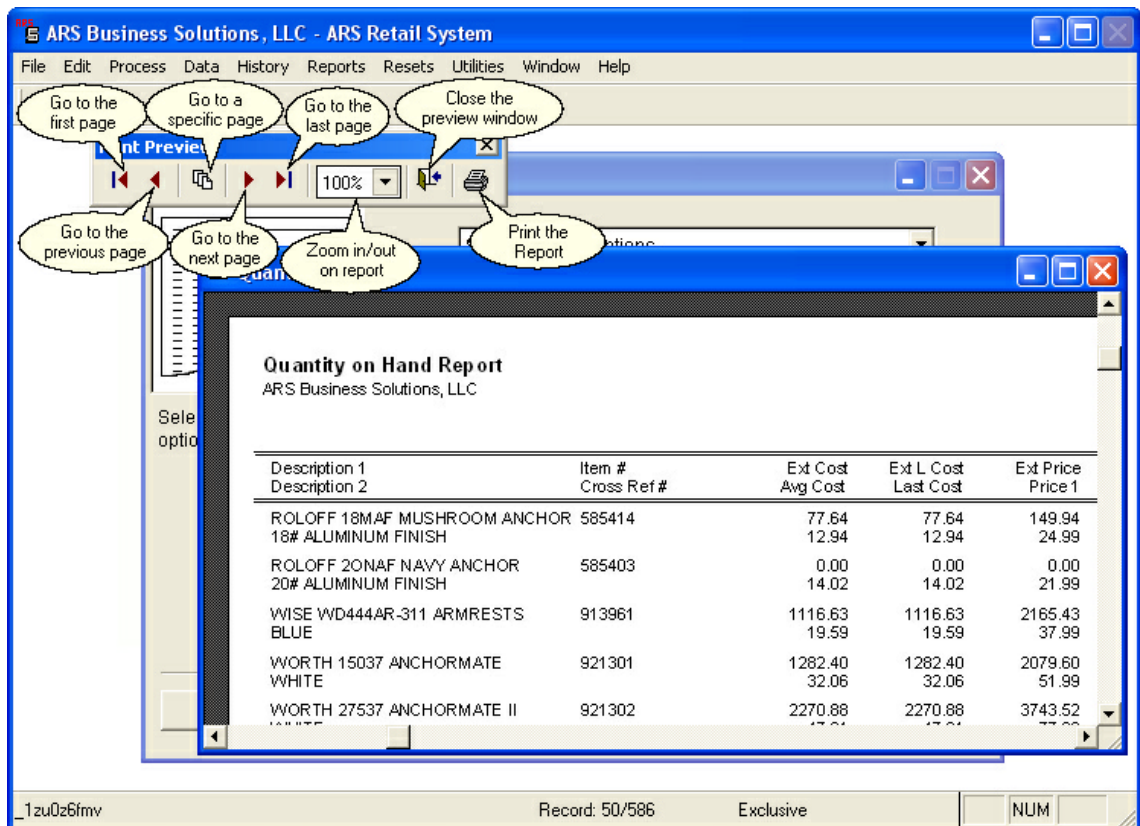 ARS Business Solutions, LLC - ARS Retail System
File Edit Process Data History Reports Resets Utilities Window Help
Go to the
first page
Go to a
specific page
Go to the
last page
Close the
preview window
100%
Go to the
previous page
Go to the
next page
Zoom in/out
on report
Print the
Report
Quantity on Hand Report
ARS Business Solutions, LLC
Description 1 Item # Ext Cost Ext L Cost Ext Price
Description 2 Cross Ref # Avg Cost Last Cost Price 1
ROLOFF 18MAF MUSHROOM ANCHOR 585414 77.64 77.64 149.94
18# ALUMINUM FINISH 12.94 12.94 24.99
ROLOFF 20NAF NAVY ANCHOR 585403 0.00 0.00 0.00
20# ALUMINUM FINISH 14.02 14.02 21.99
WISE WD444AR-311 ARMRESTS 913961 1116.63 1116.63 2165.43
BLUE 19.59 19.59 37.99
WORTH 15037 ANCHORMATE 921301 1282.40 1282.40 2079.60
WHITE 32.06 32.06 51.99
WORTH 27537 ANCHORMATE II 921302 2270.88 2270.88 3743.52
_1zu0z6fmv Record: 50/586 Exclusive NUM